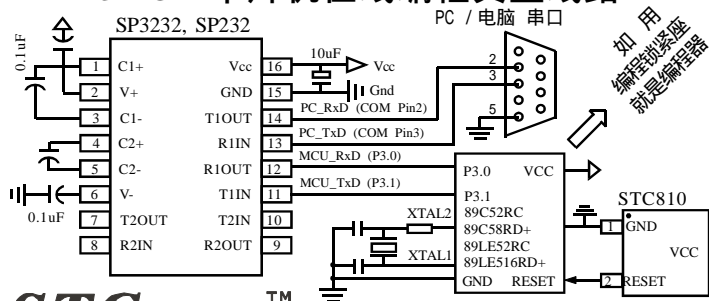 SP3232, SP232
PC / 电脑 串口
如 用
编程锁紧座
就是编程器
0.1uF
10uF
1 C1+
2 V+
3 C1-
4 C2+
5 C2-
6 V-
7 T2OUT
8 R2IN
Vcc 16
GND 15
T1OUT 14
R1IN 13
R1OUT 12
T1IN 11
T2IN 10
R2OUT 9
0.1uF
Vcc
Gnd
PC_RxD (COM Pin2)
PC_TxD (COM Pin3)
MCU_RxD (P3.0)
MCU_TxD (P3.1)
2
3
5
P3.0 VCC
P3.1
89C52RC
89C58RD+
89LE52RC
89LE516RD+
GND RESET
XTAL2
XTAL1
STC810
1 GND
VCC
2 RESET
STC
TM